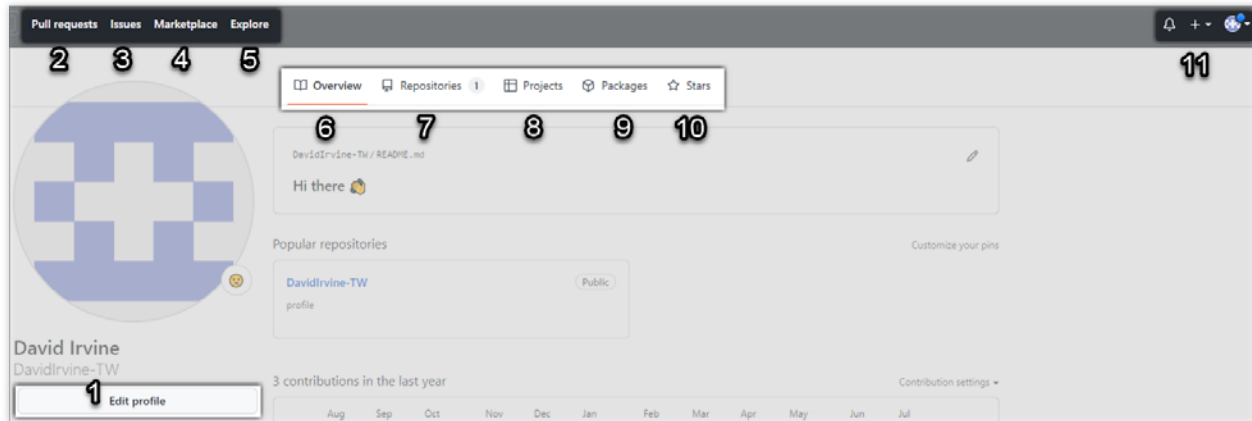 Pull requests Issues Marketplace Explore
2 3 4 5
11
Overview Repositories 1 Projects Packages Stars
6 7 8 9 10
DavidIrvine-TW/README.md
Hi there
Popular repositories Customize your pins
DavidIrvine-TW Public
profile
David Irvine
DavidIrvine-TW
1
Edit profile
3 contributions in the last year Contribution settings
Aug Sep Oct Nov Dec Jan Feb Mar Apr May Jun Jul